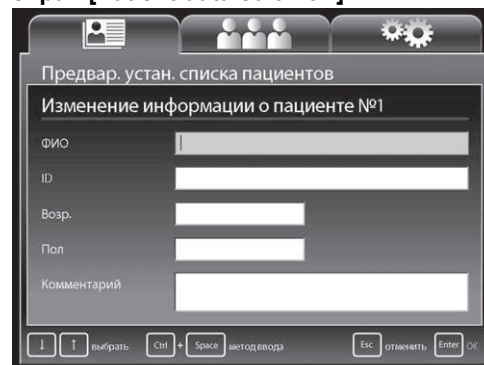 Предвар. устан. списка пациентов
Изменение информации о пациенте №1
ФИО
ID
Возр.
Пол
Комментарий
↓ ↑ выбрать Ctrl + Space метод ввода Esc отменить Enter OK